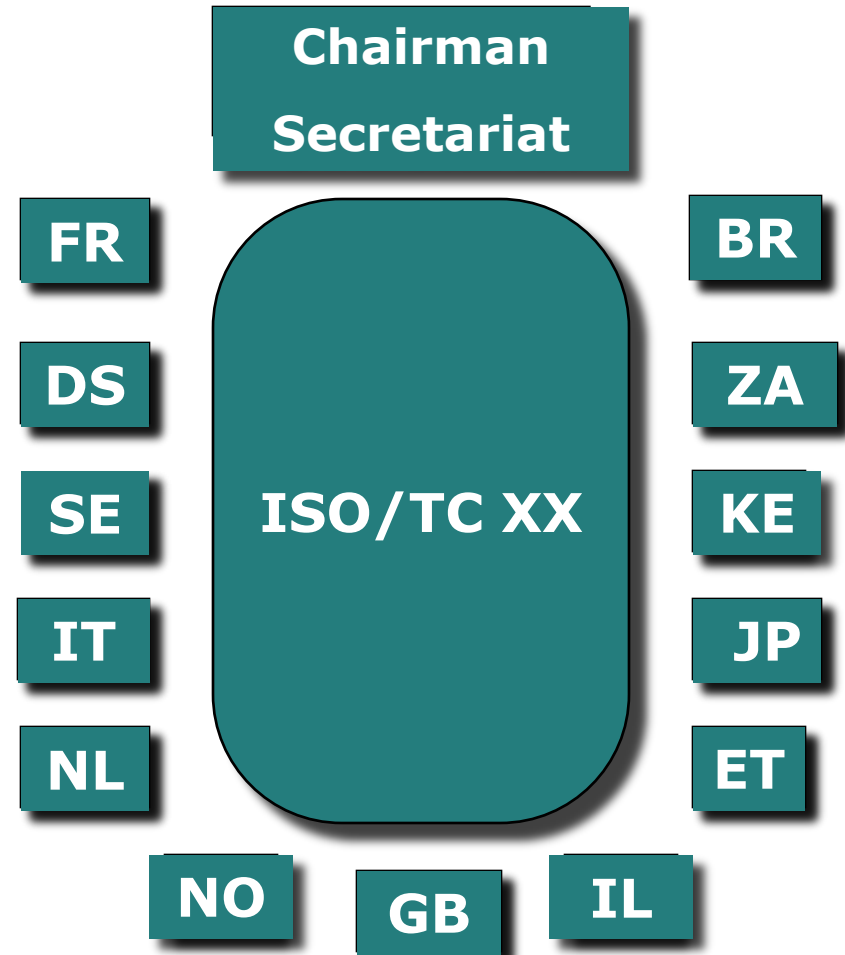 Chairman
Secretariat
FR
BR
DS
ZA
SE
ISO/TC XX
KE
IT
JP
NL
ET
NO
GB
IL